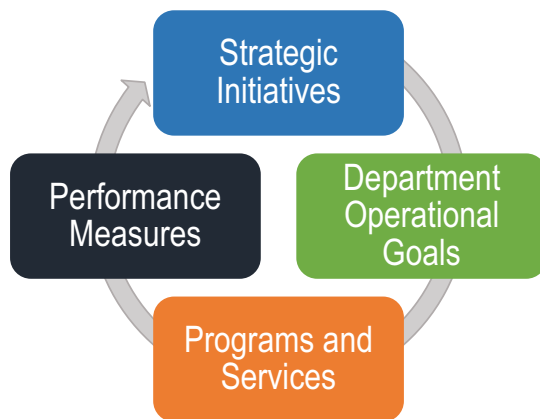 Strategic
Initiatives
Department
Operational
Goals
Programs and
Services
Performance
Measures